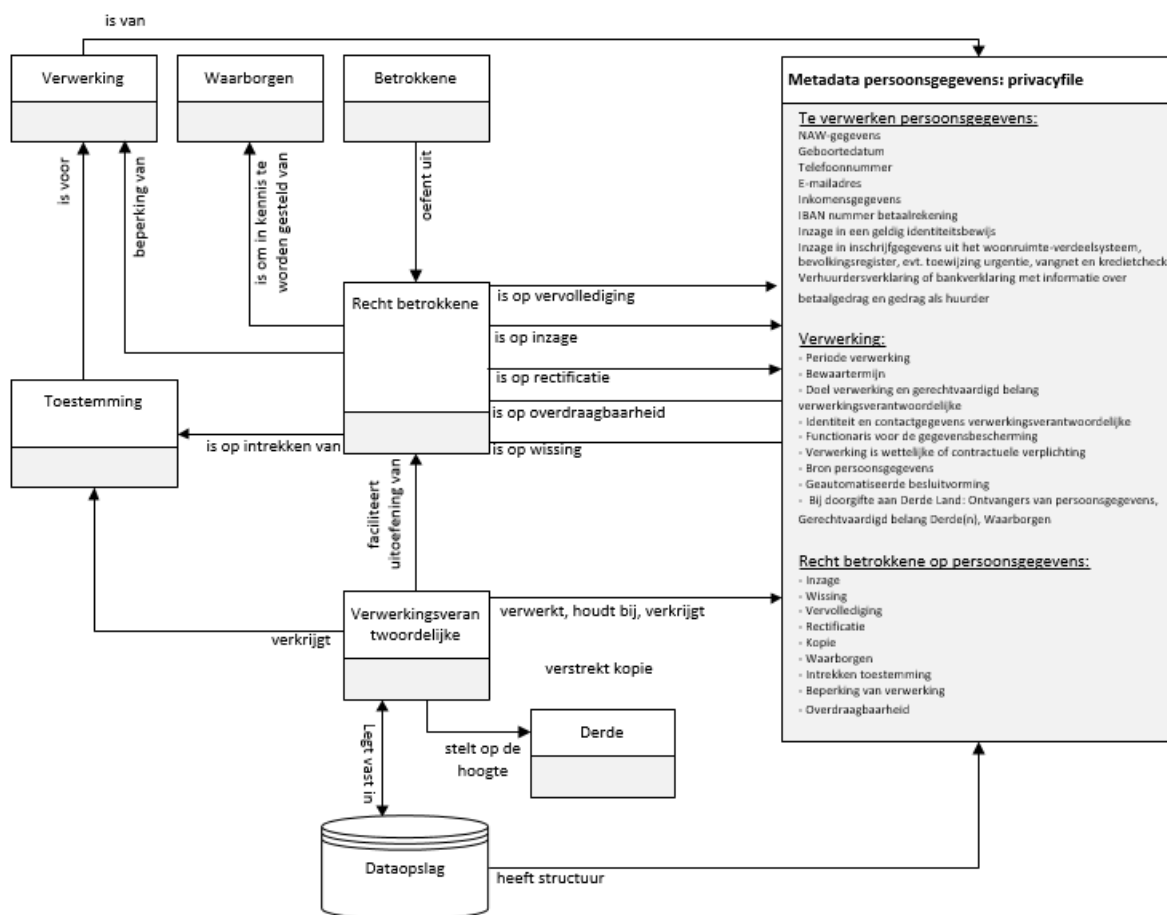 is van
Verwerking
Waarborgen
Betrokkene
is voor
beperking van
is om in kennis te
worden gesteld van
oefent uit
Recht betrokkene
is op vervollediging
is op inzage
is op rectificatie
is op overdraagbaarheid
is op wissing
Toestemming
is op intrekken van
faciliteert
uitoefening van
Verwerkingsveran
twoordelijke
verwerkt, houdt bij, verkrijgt
verkrijgt
verstrekt kopie
Derde
stelt op de
hoogte
Legt vast in
Dataopslag
heeft structuur
Metadata persoonsgegevens: privacyfile
Te verwerken persoonsgegevens:
NAW-gegevens
Geboortedatum
Telefoonnummer
E-mailadres
Inkomensgegevens
IBAN nummer betaalrekening
Inzage in een geldig identiteitsbewijs
Inzage in inschrijfgegevens uit het woonruimte-verdeelsysteem,
bevolkingsregister, evt. toewijzing urgentie, vangnet en kredietcheck
Verhuurdersverklaring of bankverklaring met informatie over
betaalgedrag en gedrag als huurder
Verwerking:
- Periode verwerking
- Bewaartermijn
- Doel verwerking en gerechtvaardigd belang
verwerkingsverantwoordelijke
- Identiteit en contactgegevens verwerkingsverantwoordelijke
- Functionaris voor de gegevensbescherming
- Verwerking is wettelijke of contractuele verplichting
- Bron persoonsgegevens
- Geautomatiseerde besluitvorming
- Bij doorgifte aan Derde Land: Ontvangers van persoonsgegevens,
Gerechtvaardigd belang Derde(n), Waarborgen
Recht betrokkene op persoonsgegevens:
- Inzage
- Wissing
- Vervollediging
- Rectificatie
- Kopie
- Waarborgen
- Intrekken toestemming
- Beperking van verwerking
- Overdraagbaarheid